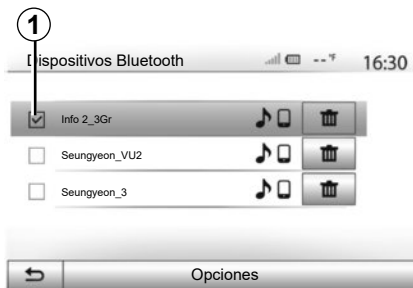 1
Dispositivos Bluetooth --°F 16:30
Info 2_3Gr
Seungyeon_VU2
Seungyeon_3
Opciones